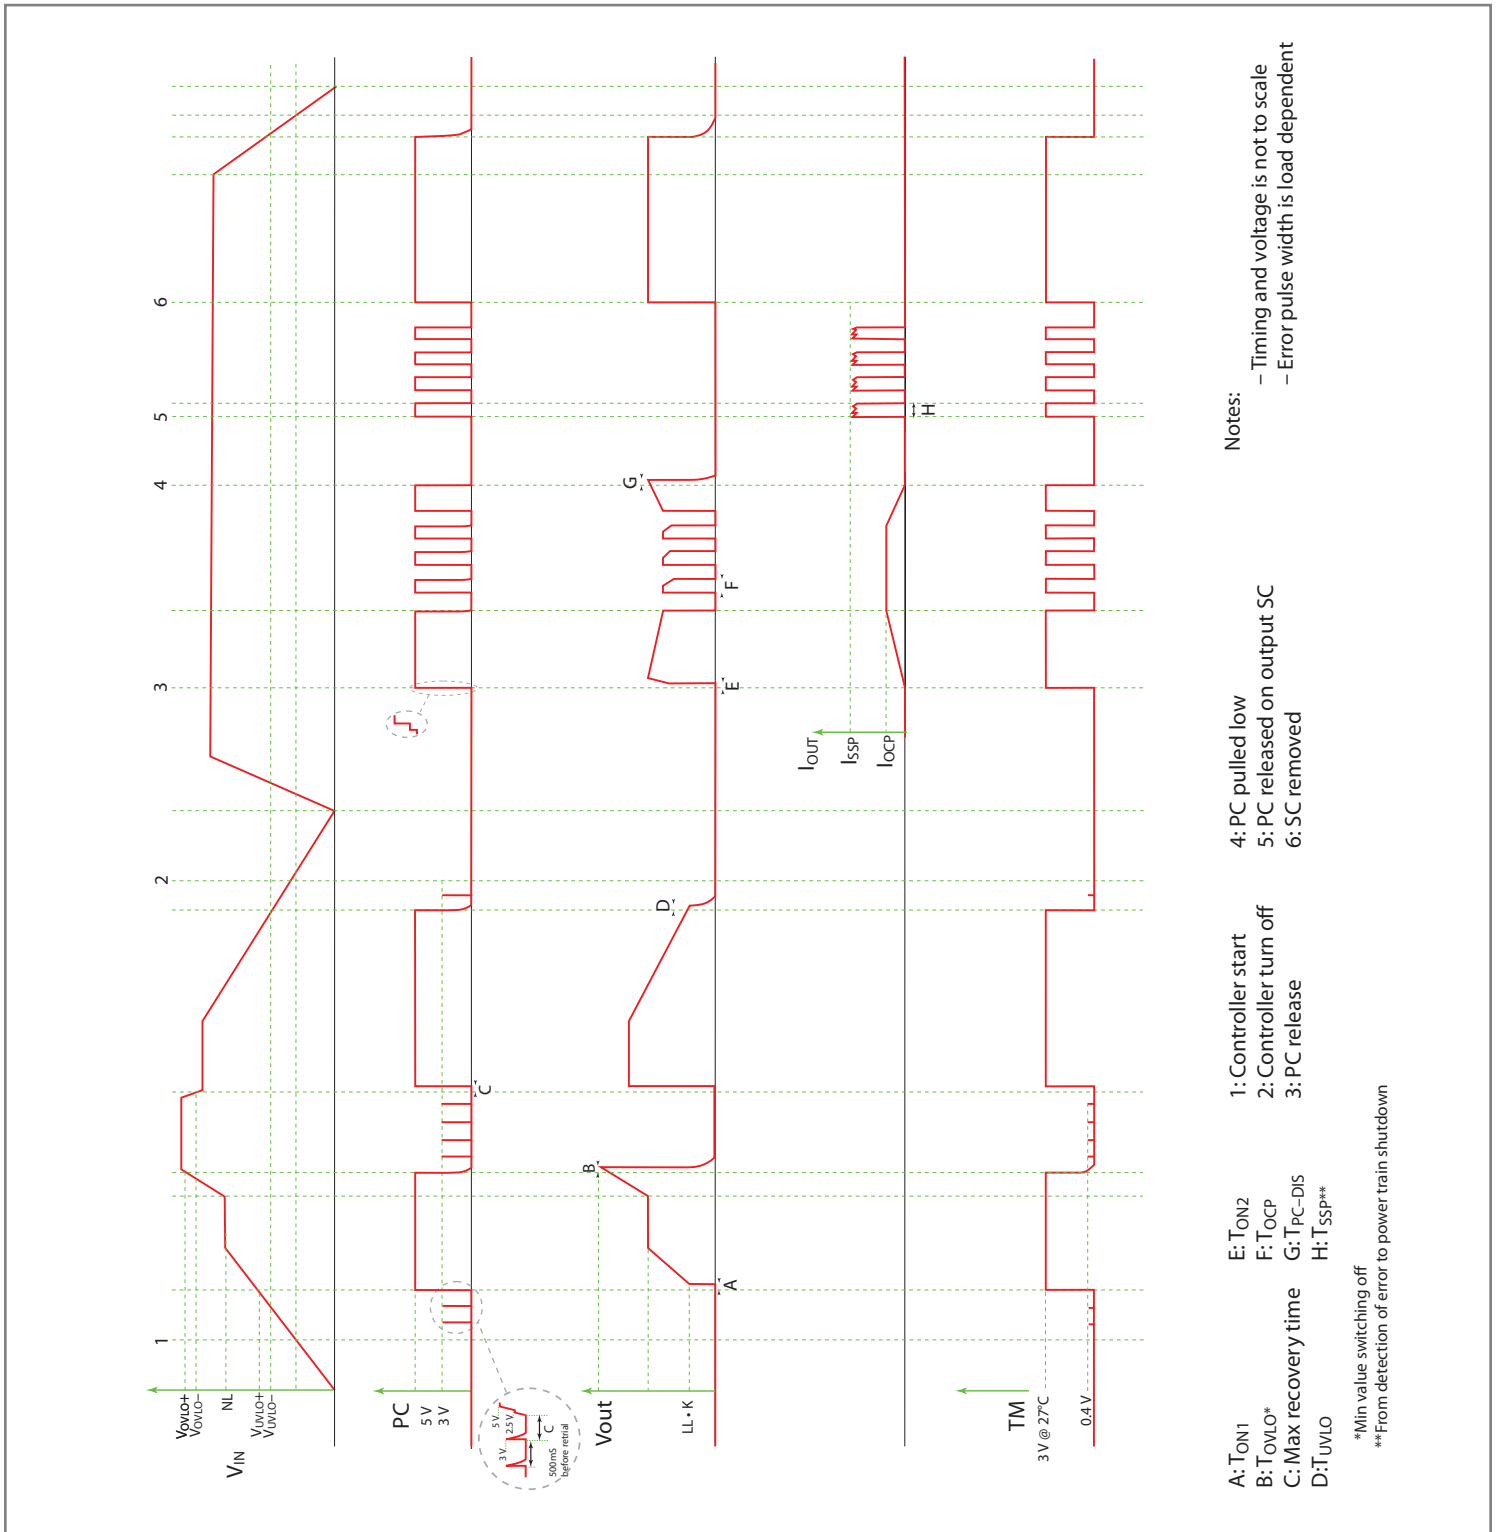 1
2
3
4
5
6
VOVLO+
VOVLO–
NL
VUVLO+
VUVLO–
VIN
PC
5 V
3 V
5 V
2.5 V
3 V
C
500mS
before retrial
C
Vout
LL • K
A
B
D
E
F
G
IOUT
ISSP
IOCP
H
TM
3 V @ 27°C
0.4 V
A: TON1
B: TOVLO*
C: Max recovery time
D:TUVLO
E: TON2
F: TOCP
G: TPC–DIS
H: TSSP**
1: Controller start
2: Controller turn off
3: PC release
4: PC pulled low
5: PC released on output SC
6: SC removed
Notes:
– Timing and voltage is not to scale
– Error pulse width is load dependent
*Min value switching off
**From detection of error to power train shutdown